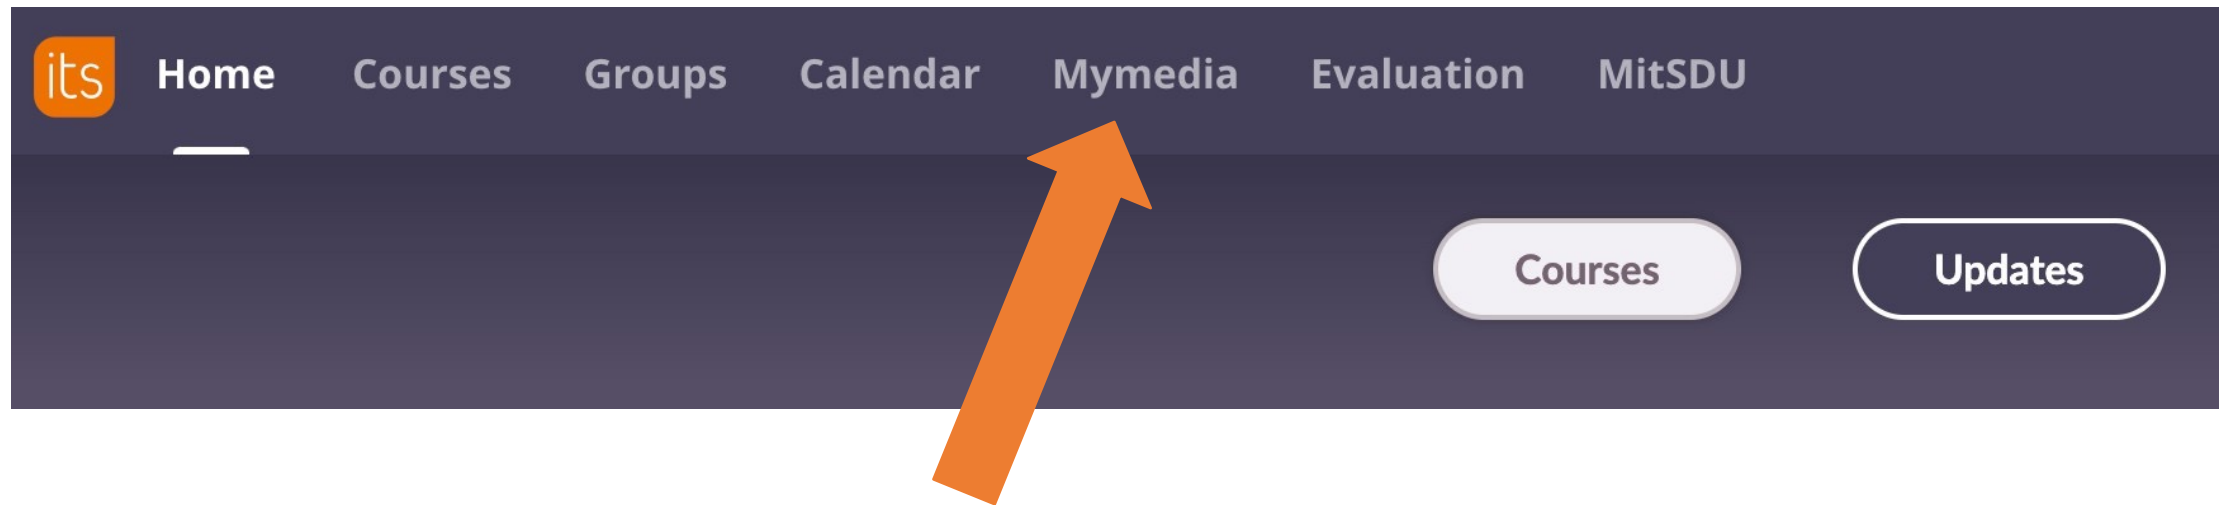 its Home Courses Groups Calendar Mymedia Evaluation MitSDU
Courses Updates